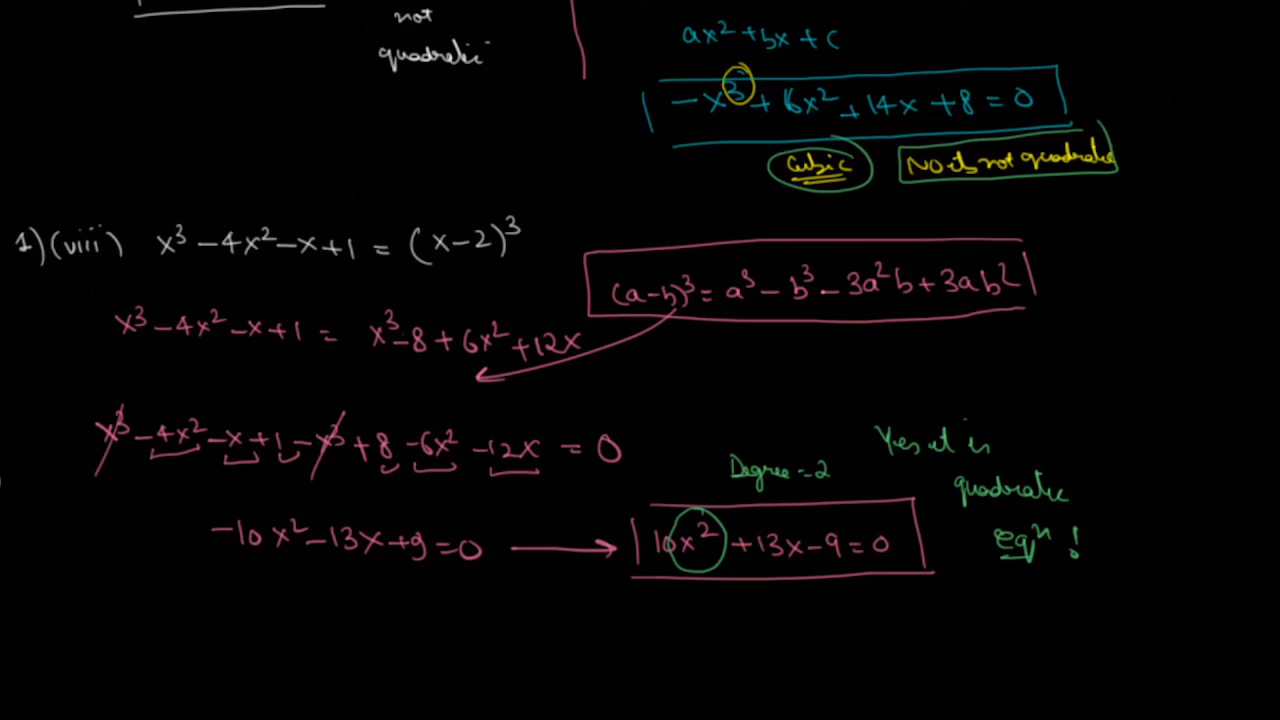 not
quadratic
ax² + bx + c
-x³ + 6x² + 14x + 8 = 0
Cubic
No its not quadratic
1)(viii) x³ - 4x² - x + 1 = (x - 2)³
(a - b)³ = a³ - b³ - 3a²b + 3ab²
x³ - 4x² - x + 1 = x³ - 8 + 6x² + 12x
x³ - 4x² - x + 1 - x³ + 8 - 6x² - 12x = 0
Degree = 2
Yes it is
quadratic
eqⁿ !
-10x² - 13x + 9 = 0 → 10x² + 13x - 9 = 0